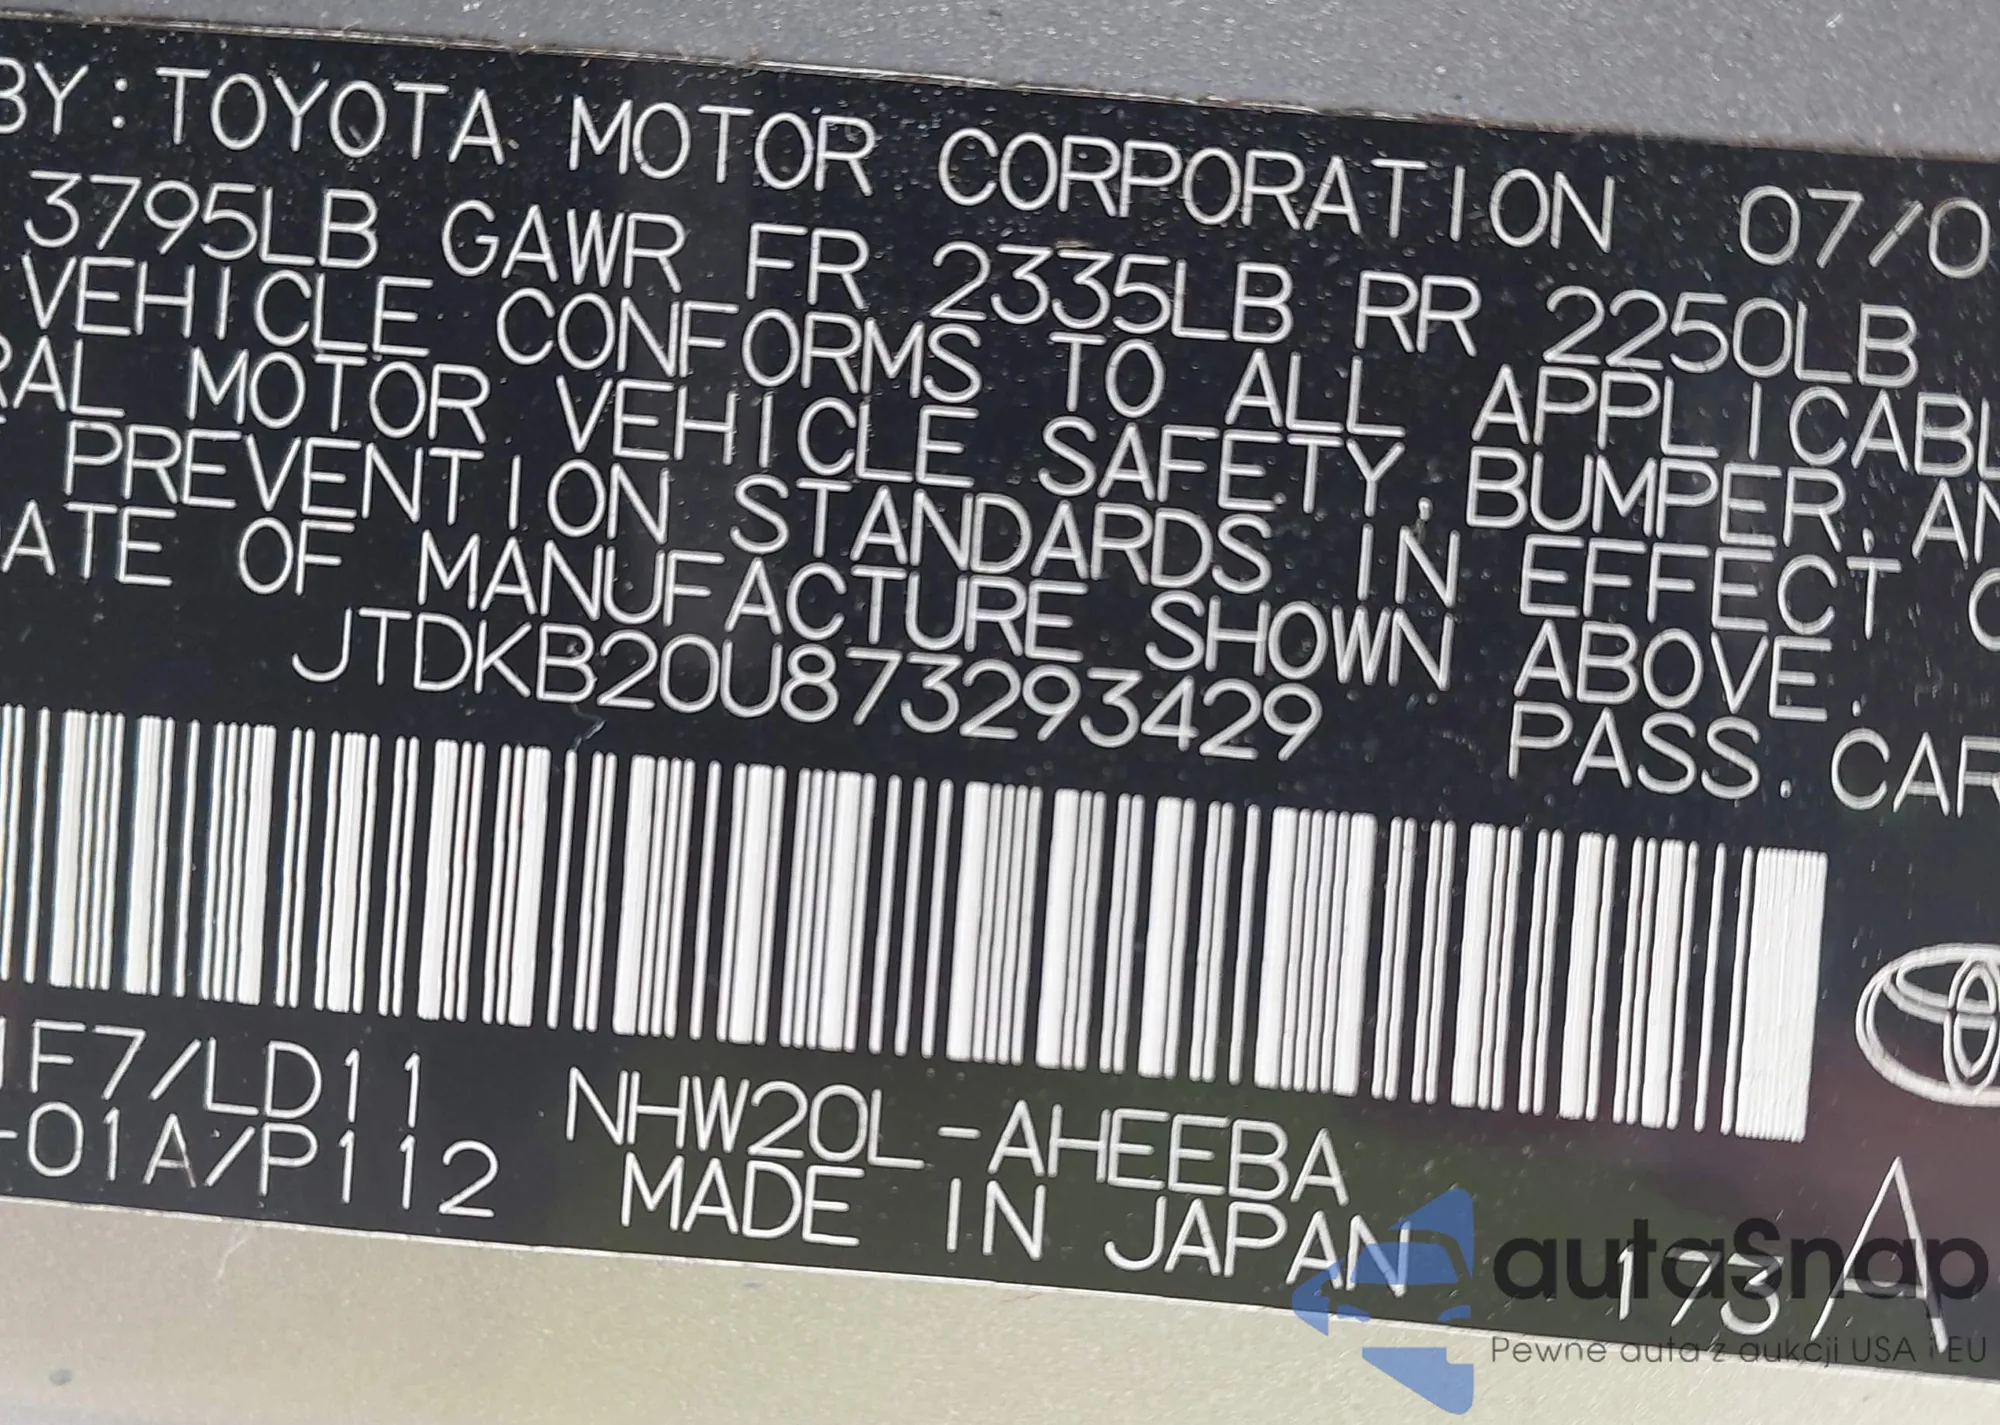 BY:TOYOTA MOTOR CORPORATION 07/0
3795LB GAWR FR 2335LB RR 2250LB
VEHICLE CONFORMS TO ALL APPLICABL
RAL MOTOR VEHICLE SAFETY,BUMPER,AN
PREVENTION STANDARDS IN EFFECT O
ATE OF MANUFACTURE SHOWN ABOVE.
JTDKB20U873293429 PASS.CAR
1F7/LD11 NHW20L-AHEEBA
-01A/P112 MADE IN JAPAN 173 A
autaSnap
Pewne auta z aukcji USA i EU